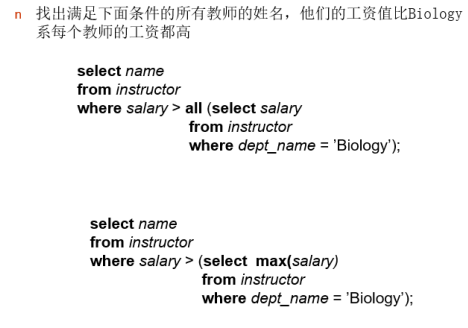 n 找出满足下面条件的所有教师的姓名，他们的工资值比Biology
系每个教师的工资都高
select name
from instructor
where salary > all (select salary
from instructor
where dept_name = ’Biology’);
select name
from instructor
where salary > (select max(salary)
from instructor
where dept_name = ’Biology’);